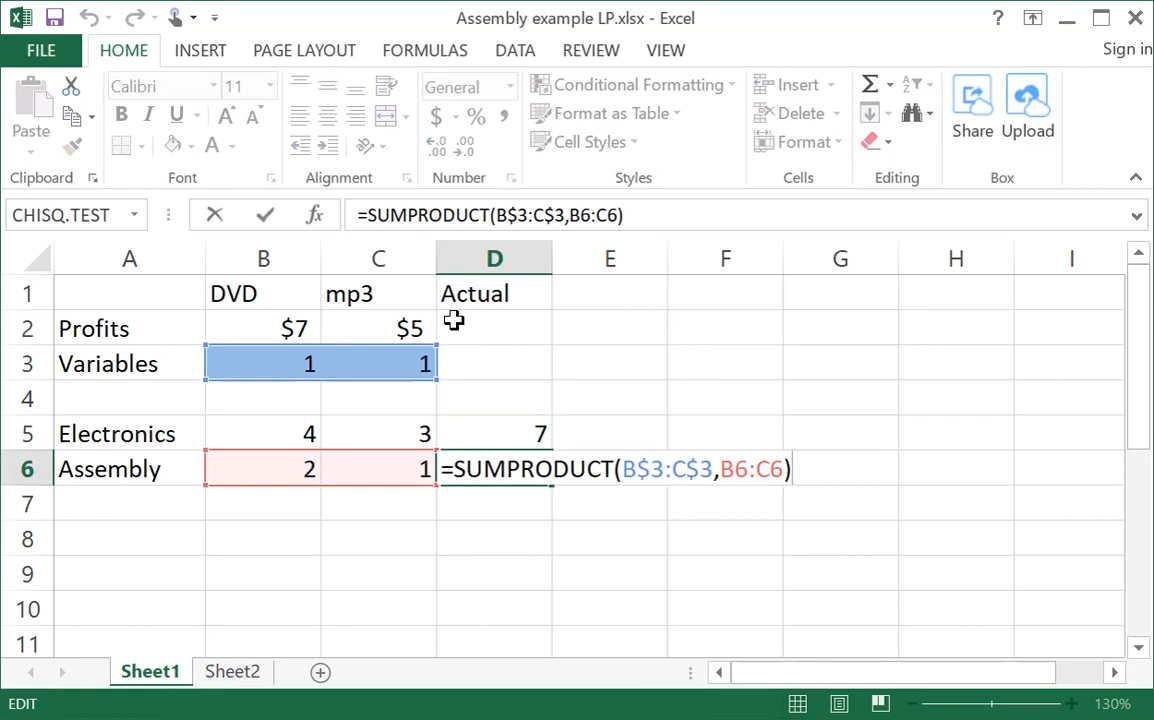 Assembly example LP.xlsx - Excel
?
FILE HOME INSERT PAGE LAYOUT FORMULAS DATA REVIEW VIEW Sign in
Paste
Calibri 11
B I U A A A
General
$ % ,
Conditional Formatting
Format as Table
Cell Styles
Insert
Delete
Format
Share Upload
Clipboard Font Alignment Number Styles Cells Editing Box
CHISQ.TEST fx =SUMPRODUCT(B$3:C$3,B6:C6)
A B C D E F G H I
1 DVD mp3 Actual
2 Profits $7 $5
3 Variables 1 1
4
5 Electronics 4 3 7
6 Assembly 2 1 =SUMPRODUCT(B$3:C$3,B6:C6)
7
8
9
10
11
Sheet1 Sheet2
EDIT 130%